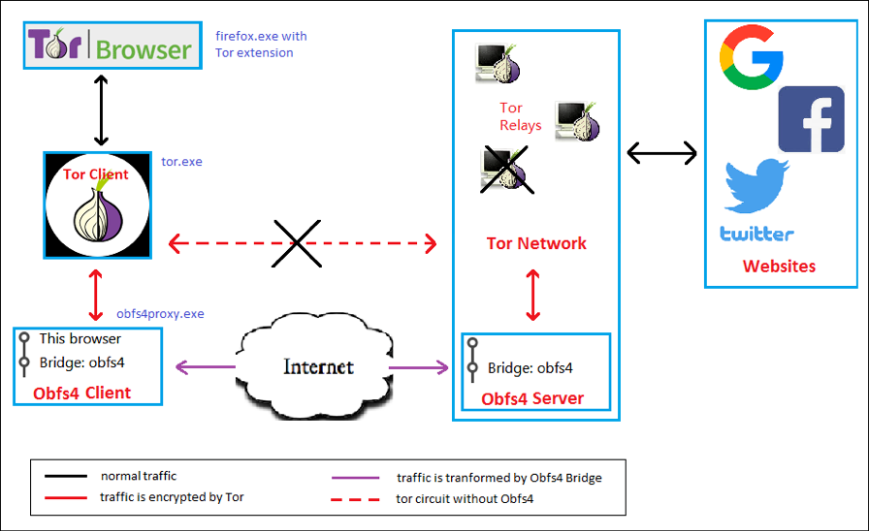 Tor Browser
firefox.exe with
Tor extension
Tor
Relays
Tor Client
tor.exe
twitter
Websites
Tor Network
obfs4proxy.exe
This browser
Bridge: obfs4
Obfs4 Client
Internet
Bridge: obfs4
Obfs4 Server
normal traffic
traffic is tranformed by Obfs4 Bridge
traffic is encrypted by Tor
tor circuit without Obfs4